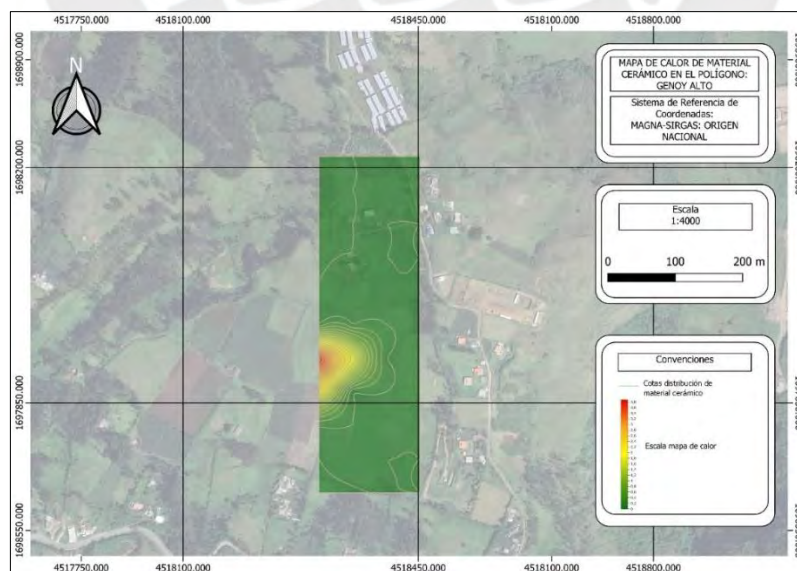 4517750.000 4518100.000 4518450.000 4518100.000 4518800.000
1698900.000
1698200.000
1697850.000
1698550.000
N
MAPA DE CALOR DE MATERIAL
CERÁMICO EN EL POLÍGONO:
GENOY ALTO
Sistema de Referencia de
Coordenadas:
MAGNA-SIRGAS: ORIGEN
NACIONAL
Escala
1:4000
0 100 200 m
Convenciones
Cotas distribución de
material cerámico
Escala mapa de calor
4517750.000 4518100.000 4518450.000 4518100.000 4518800.000